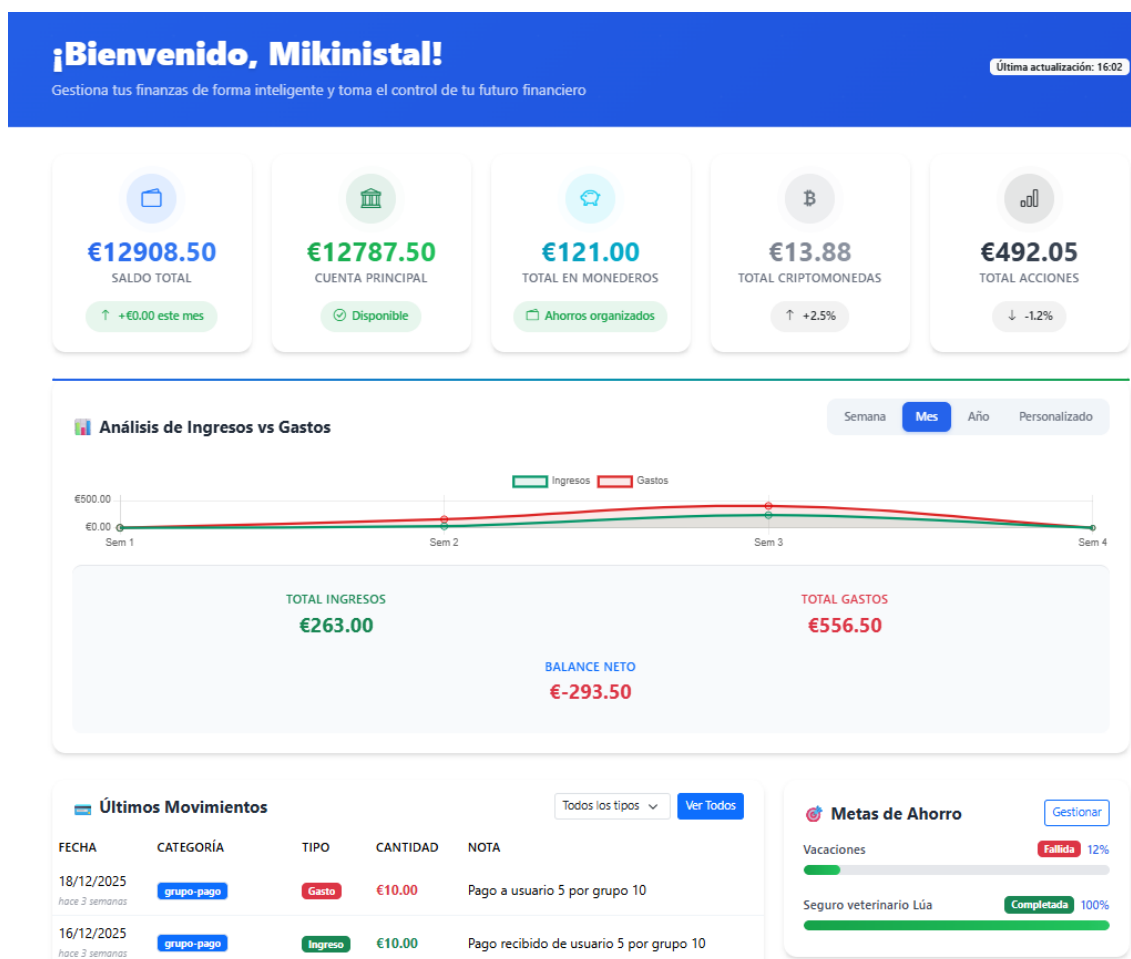 ¡Bienvenido, Mikinistal!
Gestiona tus finanzas de forma inteligente y toma el control de tu futuro financiero
Última actualización: 16:02
€12908.50
SALDO TOTAL
↑ +€0.00 este mes
€12787.50
CUENTA PRINCIPAL
Disponible
€121.00
TOTAL EN MONEDEROS
Ahorros organizados
€13.88
TOTAL CRIPTOMONEDAS
↑ +2.5%
€492.05
TOTAL ACCIONES
↓ -1.2%
Análisis de Ingresos vs Gastos
Semana Mes Año Personalizado
Ingresos Gastos
€500.00
€0.00
Sem 1 Sem 2 Sem 3 Sem 4
TOTAL INGRESOS
€263.00
TOTAL GASTOS
€556.50
BALANCE NETO
€-293.50
Últimos Movimientos
Todos los tipos
Ver Todos
FECHA CATEGORÍA TIPO CANTIDAD NOTA
18/12/2025 grupo-pago Gasto €10.00 Pago a usuario 5 por grupo 10
hace 3 semanas
16/12/2025 grupo-pago Ingreso €10.00 Pago recibido de usuario 5 por grupo 10
hace 3 semanas
Metas de Ahorro
Gestionar
Vacaciones Fallida 12%
Seguro veterinario Lúa Completada 100%